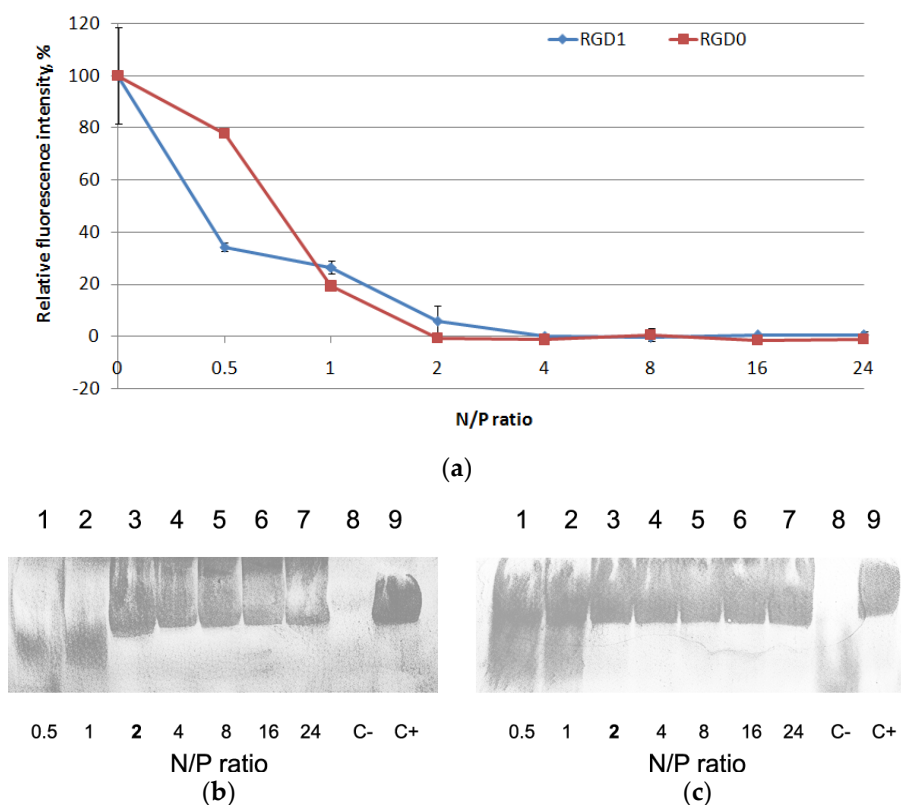 120
100
80
60
40
20
0
-20
Relative fluorescence intensity, %
RGD1 RGD0
0 0.5 1 2 4 8 16 24
N/P ratio
(a)
1 2 3 4 5 6 7 8 9
0.5 1 2 4 8 16 24 C- C+
N/P ratio
(b)
1 2 3 4 5 6 7 8 9
0.5 1 2 4 8 16 24 C- C+
N/P ratio
(c)